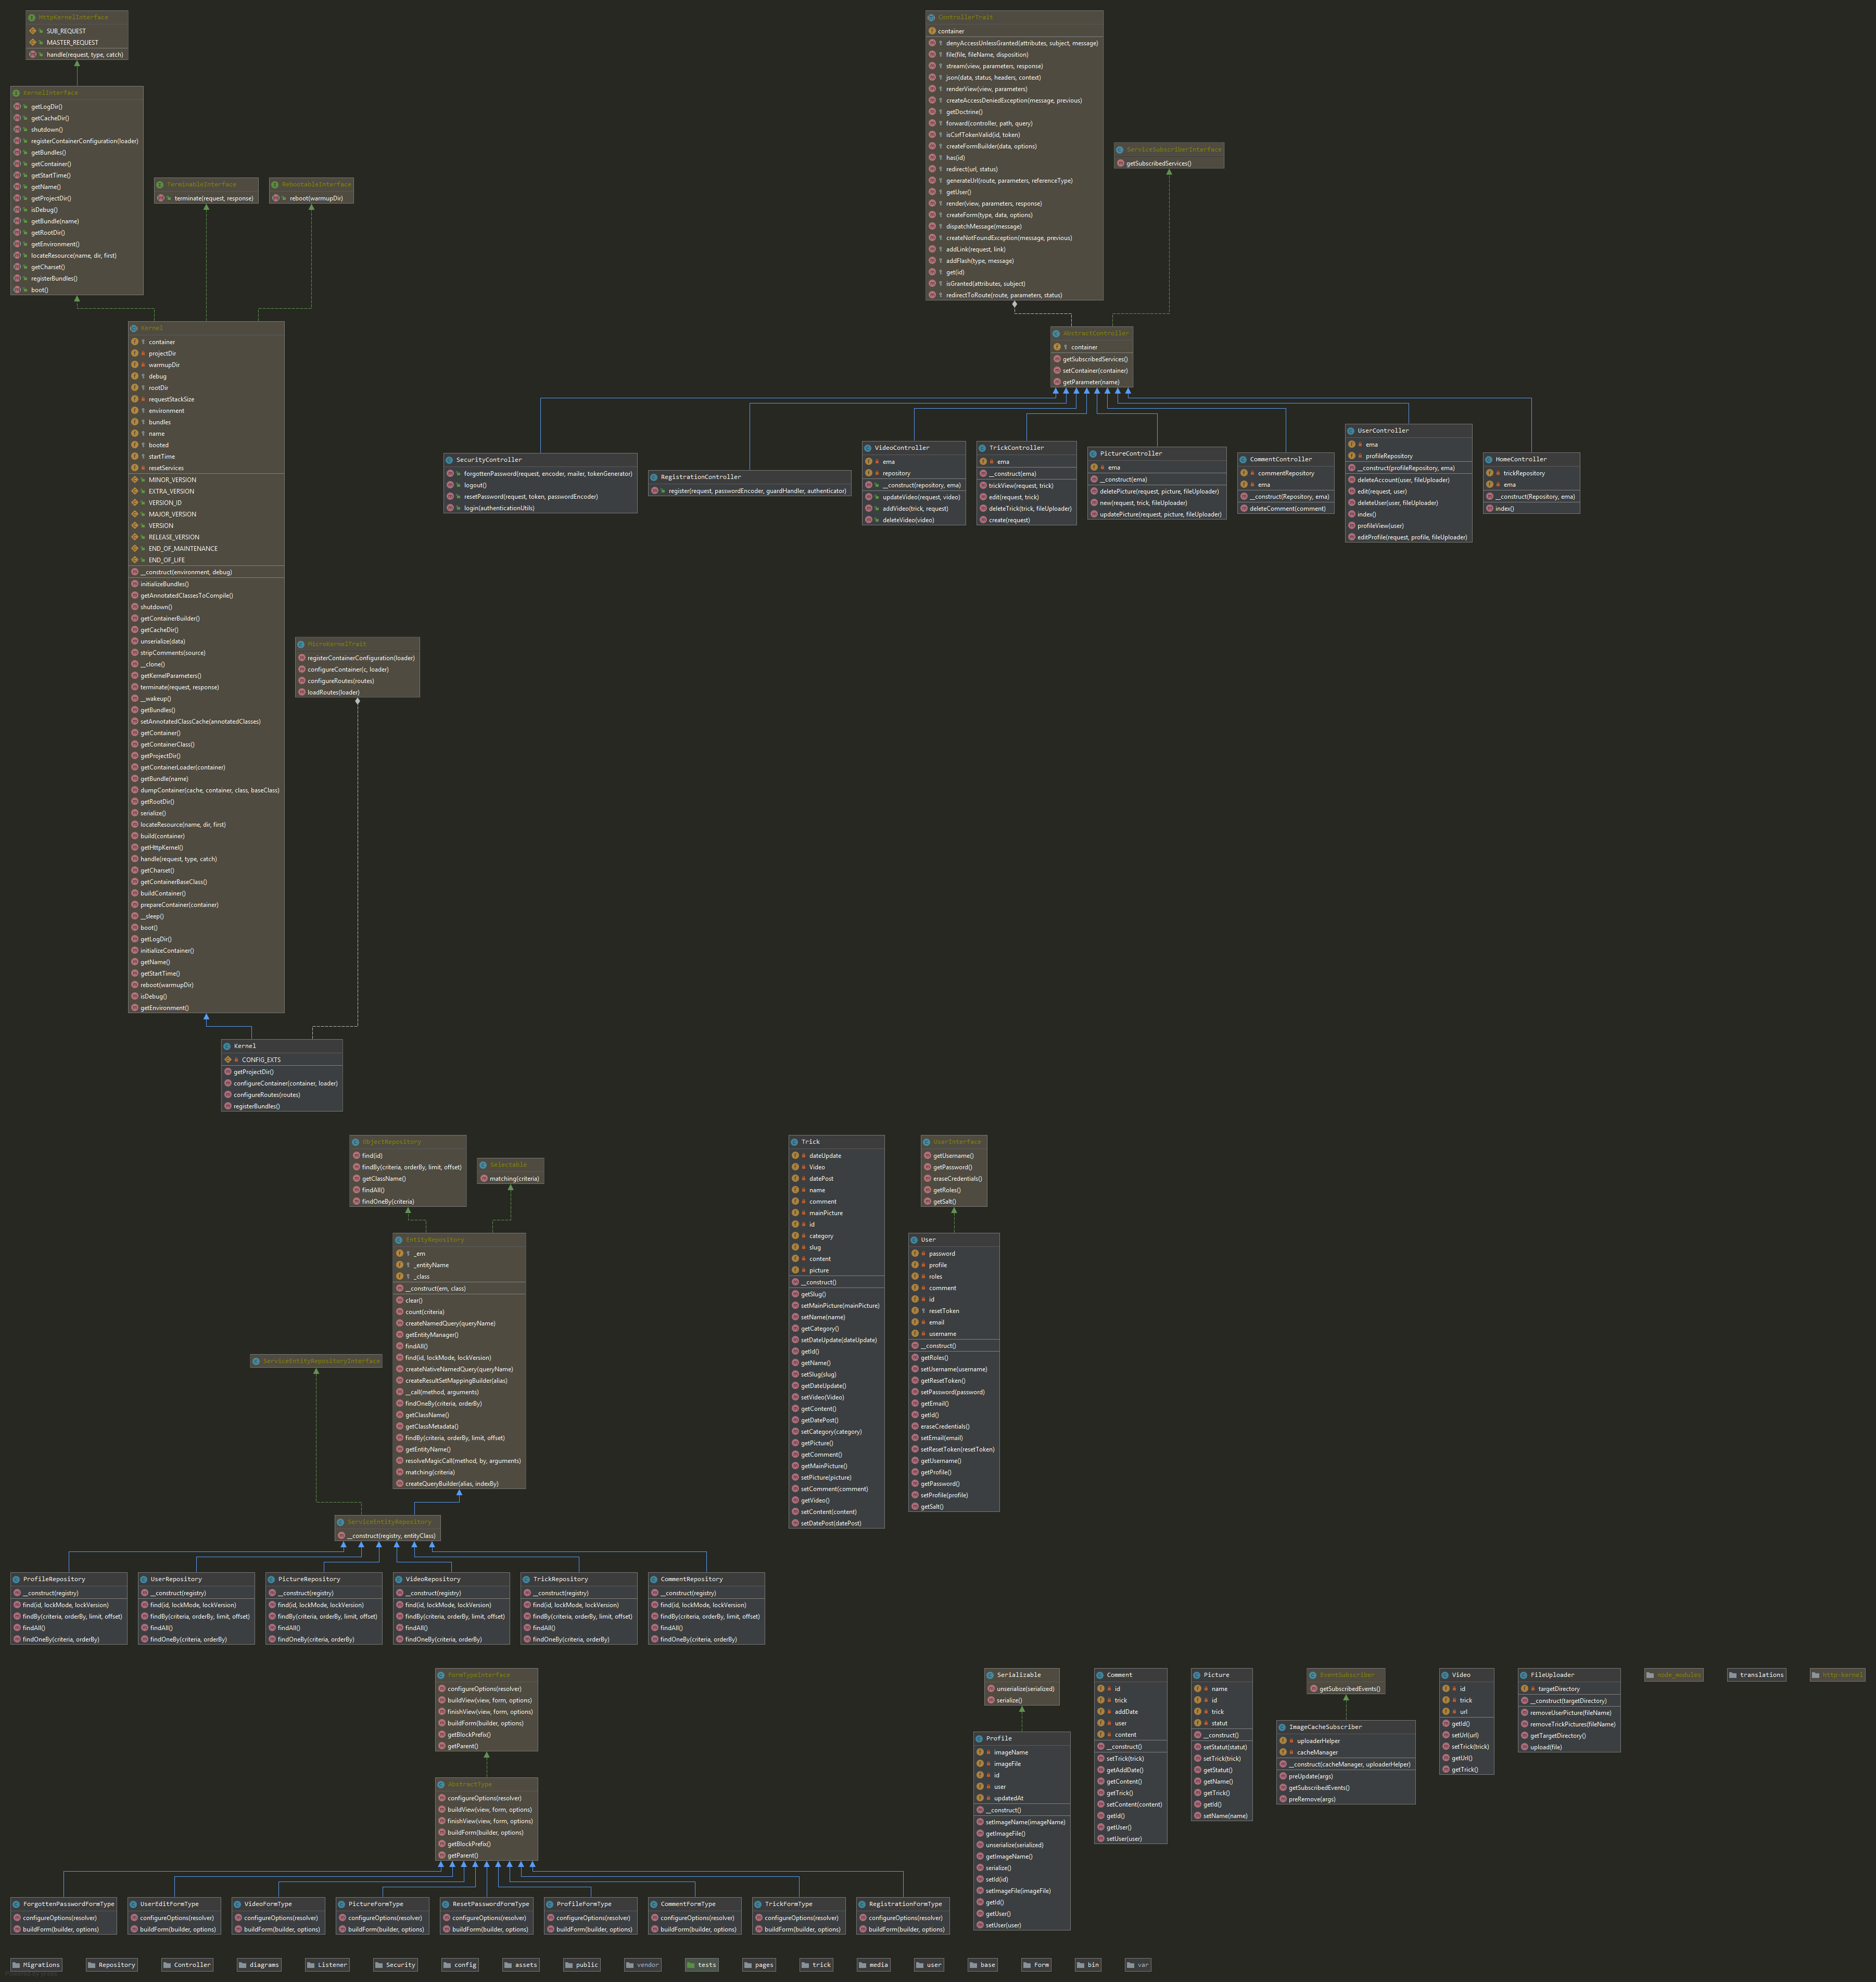 HttpKernelInterface
SUB_REQUEST
MASTER_REQUEST
handle(request, type, catch)
KernelInterface
getLogDir()
getCacheDir()
shutdown()
registerContainerConfiguration(loader)
getBundles()
getContainer()
getStartTime()
getName()
getProjectDir()
isDebug()
getBundle(name)
getRootDir()
getEnvironment()
locateResource(name, dir, first)
getCharset()
registerBundles()
boot()
TerminableInterface
terminate(request, response)
RebootableInterface
reboot(warmupDir)
Kernel
container
projectDir
warmupDir
debug
rootDir
requestStackSize
environment
bundles
name
booted
startTime
resetServices
MINOR_VERSION
EXTRA_VERSION
VERSION_ID
MAJOR_VERSION
VERSION
RELEASE_VERSION
END_OF_MAINTENANCE
END_OF_LIFE
__construct(environment, debug)
initializeBundles()
getAnnotatedClassesToCompile()
shutdown()
getContainerBuilder()
getCacheDir()
unserialize(data)
stripComments(source)
__clone()
getKernelParameters()
terminate(request, response)
__wakeup()
getBundles()
setAnnotatedClassCache(annotatedClasses)
getContainer()
getContainerClass()
getProjectDir()
getContainerLoader(container)
getBundle(name)
dumpContainer(cache, container, class, baseClass)
getRootDir()
serialize()
locateResource(name, dir, first)
build(container)
getHttpKernel()
handle(request, type, catch)
getCharset()
getContainerBaseClass()
buildContainer()
prepareContainer(container)
__sleep()
boot()
getLogDir()
initializeContainer()
getName()
getStartTime()
reboot(warmupDir)
isDebug()
getEnvironment()
MicroKernelTrait
registerContainerConfiguration(loader)
configureContainer(c, loader)
configureRoutes(routes)
loadRoutes(loader)
Kernel
CONFIG_EXTS
getProjectDir()
configureContainer(container, loader)
configureRoutes(routes)
registerBundles()
ControllerTrait
container
denyAccessUnlessGranted(attributes, subject, message)
file(file, fileName, disposition)
stream(view, parameters, response)
json(data, status, headers, context)
renderView(view, parameters)
createAccessDeniedException(message, previous)
getDoctrine()
forward(controller, path, query)
isCsrfTokenValid(id, token)
createFormBuilder(data, options)
has(id)
redirect(url, status)
generateUrl(route, parameters, referenceType)
getUser()
render(view, parameters, response)
createForm(type, data, options)
dispatchMessage(message)
createNotFoundException(message, previous)
addLink(request, link)
addFlash(type, message)
get(id)
isGranted(attributes, subject)
redirectToRoute(route, parameters, status)
ServiceSubscriberInterface
getSubscribedServices()
AbstractController
container
getSubscribedServices()
setContainer(container)
getParameter(name)
SecurityController
forgottenPassword(request, encoder, mailer, tokenGenerator)
logout()
resetPassword(request, token, passwordEncoder)
login(authenticationUtils)
RegistrationController
register(request, passwordEncoder, guardHandler, authenticator)
VideoController
ema
repository
__construct(repository, ema)
updateVideo(request, video)
addVideo(trick, request)
deleteVideo(video)
TrickController
ema
__construct(ema)
trickView(request, trick)
edit(request, trick)
deleteTrick(trick, fileUploader)
create(request)
PictureController
ema
__construct(ema)
deletePicture(request, picture, fileUploader)
new(request, trick, fileUploader)
updatePicture(request, picture, fileUploader)
CommentController
commentRepository
ema
__construct(Repository, ema)
deleteComment(comment)
UserController
ema
profileRepository
__construct(profileRepository, ema)
deleteAccount(user, fileUploader)
edit(request, user)
deleteUser(user, fileUploader)
index()
profileView(user)
editProfile(request, profile, fileUploader)
HomeController
trickRepository
ema
__construct(Repository, ema)
index()
ObjectRepository
find(id)
findBy(criteria, orderBy, limit, offset)
getClassName()
findAll()
findOneBy(criteria)
Selectable
matching(criteria)
EntityRepository
_em
_entityName
_class
__construct(em, class)
clear()
count(criteria)
createNamedQuery(queryName)
getEntityManager()
findAll()
find(id, lockMode, lockVersion)
createNativeNamedQuery(queryName)
createResultSetMappingBuilder(alias)
__call(method, arguments)
findOneBy(criteria, orderBy)
getClassName()
getClassMetadata()
findBy(criteria, orderBy, limit, offset)
getEntityName()
resolveMagicCall(method, by, arguments)
matching(criteria)
createQueryBuilder(alias, indexBy)
ServiceEntityRepositoryInterface
ServiceEntityRepository
__construct(registry, entityClass)
ProfileRepository
__construct(registry)
find(id, lockMode, lockVersion)
findBy(criteria, orderBy, limit, offset)
findAll()
findOneBy(criteria, orderBy)
UserRepository
__construct(registry)
find(id, lockMode, lockVersion)
findBy(criteria, orderBy, limit, offset)
findAll()
findOneBy(criteria, orderBy)
PictureRepository
__construct(registry)
find(id, lockMode, lockVersion)
findBy(criteria, orderBy, limit, offset)
findAll()
findOneBy(criteria, orderBy)
VideoRepository
__construct(registry)
find(id, lockMode, lockVersion)
findBy(criteria, orderBy, limit, offset)
findAll()
findOneBy(criteria, orderBy)
TrickRepository
__construct(registry)
find(id, lockMode, lockVersion)
findBy(criteria, orderBy, limit, offset)
findAll()
findOneBy(criteria, orderBy)
CommentRepository
__construct(registry)
find(id, lockMode, lockVersion)
findBy(criteria, orderBy, limit, offset)
findAll()
findOneBy(criteria, orderBy)
Trick
dateUpdate
Video
datePost
name
comment
mainPicture
id
category
slug
content
picture
__construct()
getSlug()
setMainPicture(mainPicture)
setName(name)
getCategory()
setDateUpdate(dateUpdate)
getId()
getName()
setSlug(slug)
getDateUpdate()
setVideo(Video)
getContent()
getDatePost()
setCategory(category)
getPicture()
getComment()
getMainPicture()
setPicture(picture)
setComment(comment)
getVideo()
setContent(content)
setDatePost(datePost)
UserInterface
getUsername()
getPassword()
eraseCredentials()
getRoles()
getSalt()
User
password
profile
roles
comment
id
resetToken
email
username
__construct()
getRoles()
setUsername(username)
getResetToken()
setPassword(password)
getEmail()
getId()
eraseCredentials()
setEmail(email)
setResetToken(resetToken)
getUsername()
getProfile()
getPassword()
setProfile(profile)
getSalt()
FormTypeInterface
configureOptions(resolver)
buildView(view, form, options)
finishView(view, form, options)
buildForm(builder, options)
getBlockPrefix()
getParent()
AbstractType
configureOptions(resolver)
buildView(view, form, options)
finishView(view, form, options)
buildForm(builder, options)
getBlockPrefix()
getParent()
ForgottenPasswordFormType
configureOptions(resolver)
buildForm(builder, options)
UserEditFormType
configureOptions(resolver)
buildForm(builder, options)
VideoFormType
configureOptions(resolver)
buildForm(builder, options)
PictureFormType
configureOptions(resolver)
buildForm(builder, options)
ResetPasswordFormType
configureOptions(resolver)
buildForm(builder, options)
ProfileFormType
configureOptions(resolver)
buildForm(builder, options)
CommentFormType
configureOptions(resolver)
buildForm(builder, options)
TrickFormType
configureOptions(resolver)
buildForm(builder, options)
RegistrationFormType
configureOptions(resolver)
buildForm(builder, options)
Serializable
unserialize(serialized)
serialize()
Profile
imageName
imageFile
id
user
updatedAt
__construct()
setImageName(imageName)
getImageFile()
unserialize(serialized)
getImageName()
serialize()
setId(id)
setImageFile(imageFile)
getId()
getUser()
setUser(user)
Comment
id
trick
addDate
user
content
__construct()
setTrick(trick)
getAddDate()
getContent()
getTrick()
setContent(content)
getId()
getUser()
setUser(user)
Picture
name
id
trick
statut
__construct()
setStatut(statut)
setTrick(trick)
getStatut()
getName()
getTrick()
getId()
setName(name)
EventSubscriber
getSubscribedEvents()
ImageCacheSubscriber
uploaderHelper
cacheManager
__construct(cacheManager, uploaderHelper)
preUpdate(args)
getSubscribedEvents()
preRemove(args)
Video
id
trick
url
getId()
setUrl(url)
setTrick(trick)
getUrl()
getTrick()
FileUploader
targetDirectory
__construct(targetDirectory)
removeUserPicture(fileName)
removeTrickPictures(fileName)
getTargetDirectory()
upload(file)
node_modules
translations
http-kernel
Migrations
Repository
Controller
diagrams
Listener
Security
config
assets
public
vendor
tests
pages
trick
media
user
base
Form
bin
var